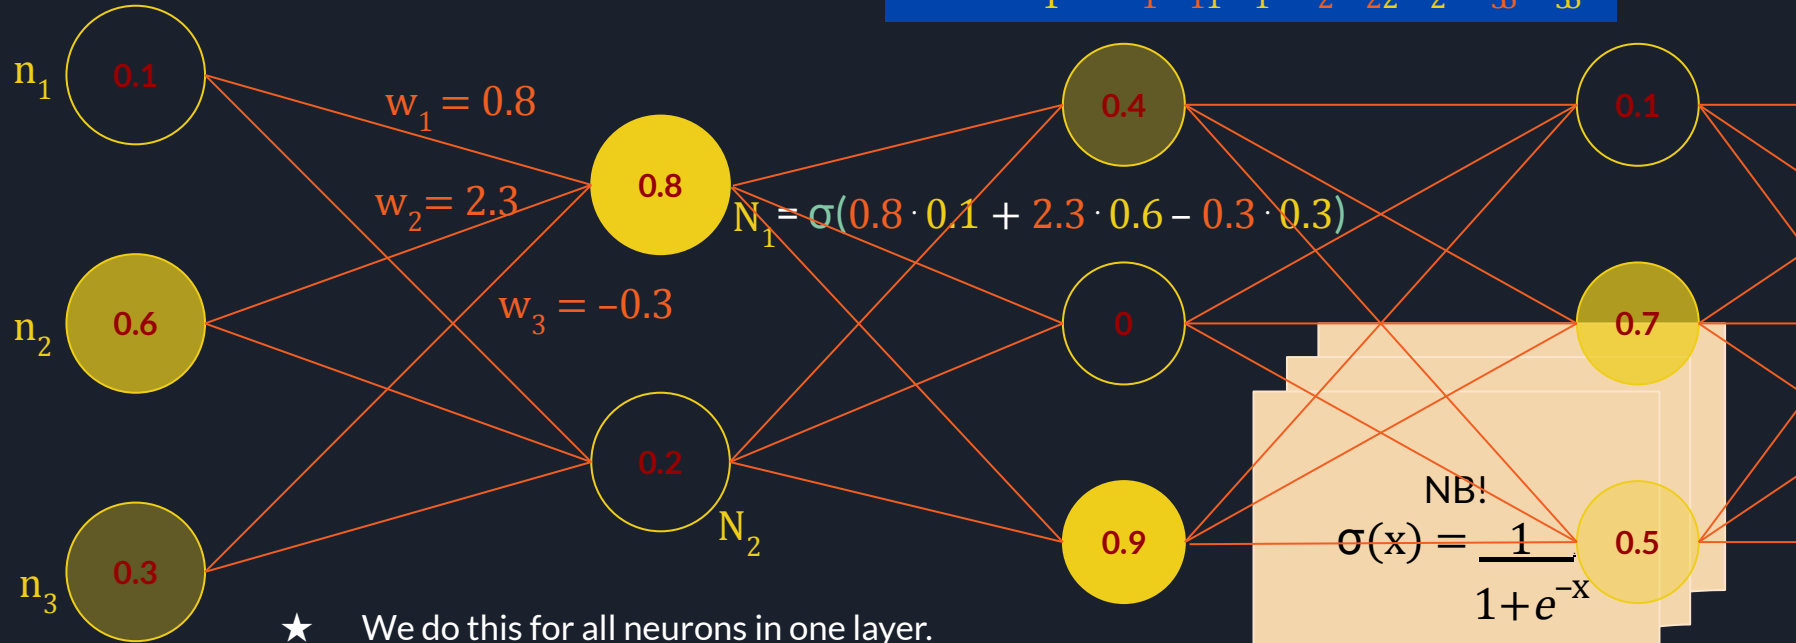 n₁
0.1
w₁ = 0.8
0.8
0.4
0.1
w₂ = 2.3
N₁ = σ(0.8 · 0.1 + 2.3 · 0.6 – 0.3 · 0.3)
n₂
0.6
w₃ = –0.3
0
0.7
0.2
N₂
0.9
NB!
σ(x) = 1
1+e⁻ˣ
0.5
n₃
0.3
★ We do this for all neurons in one layer.